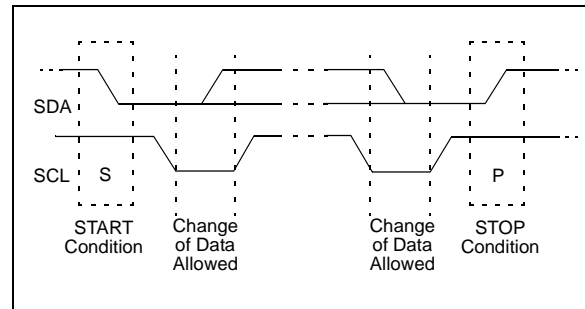 SDA
SCL
S
P
START
Condition
Change
of Data
Allowed
Change
of Data
Allowed
STOP
Condition